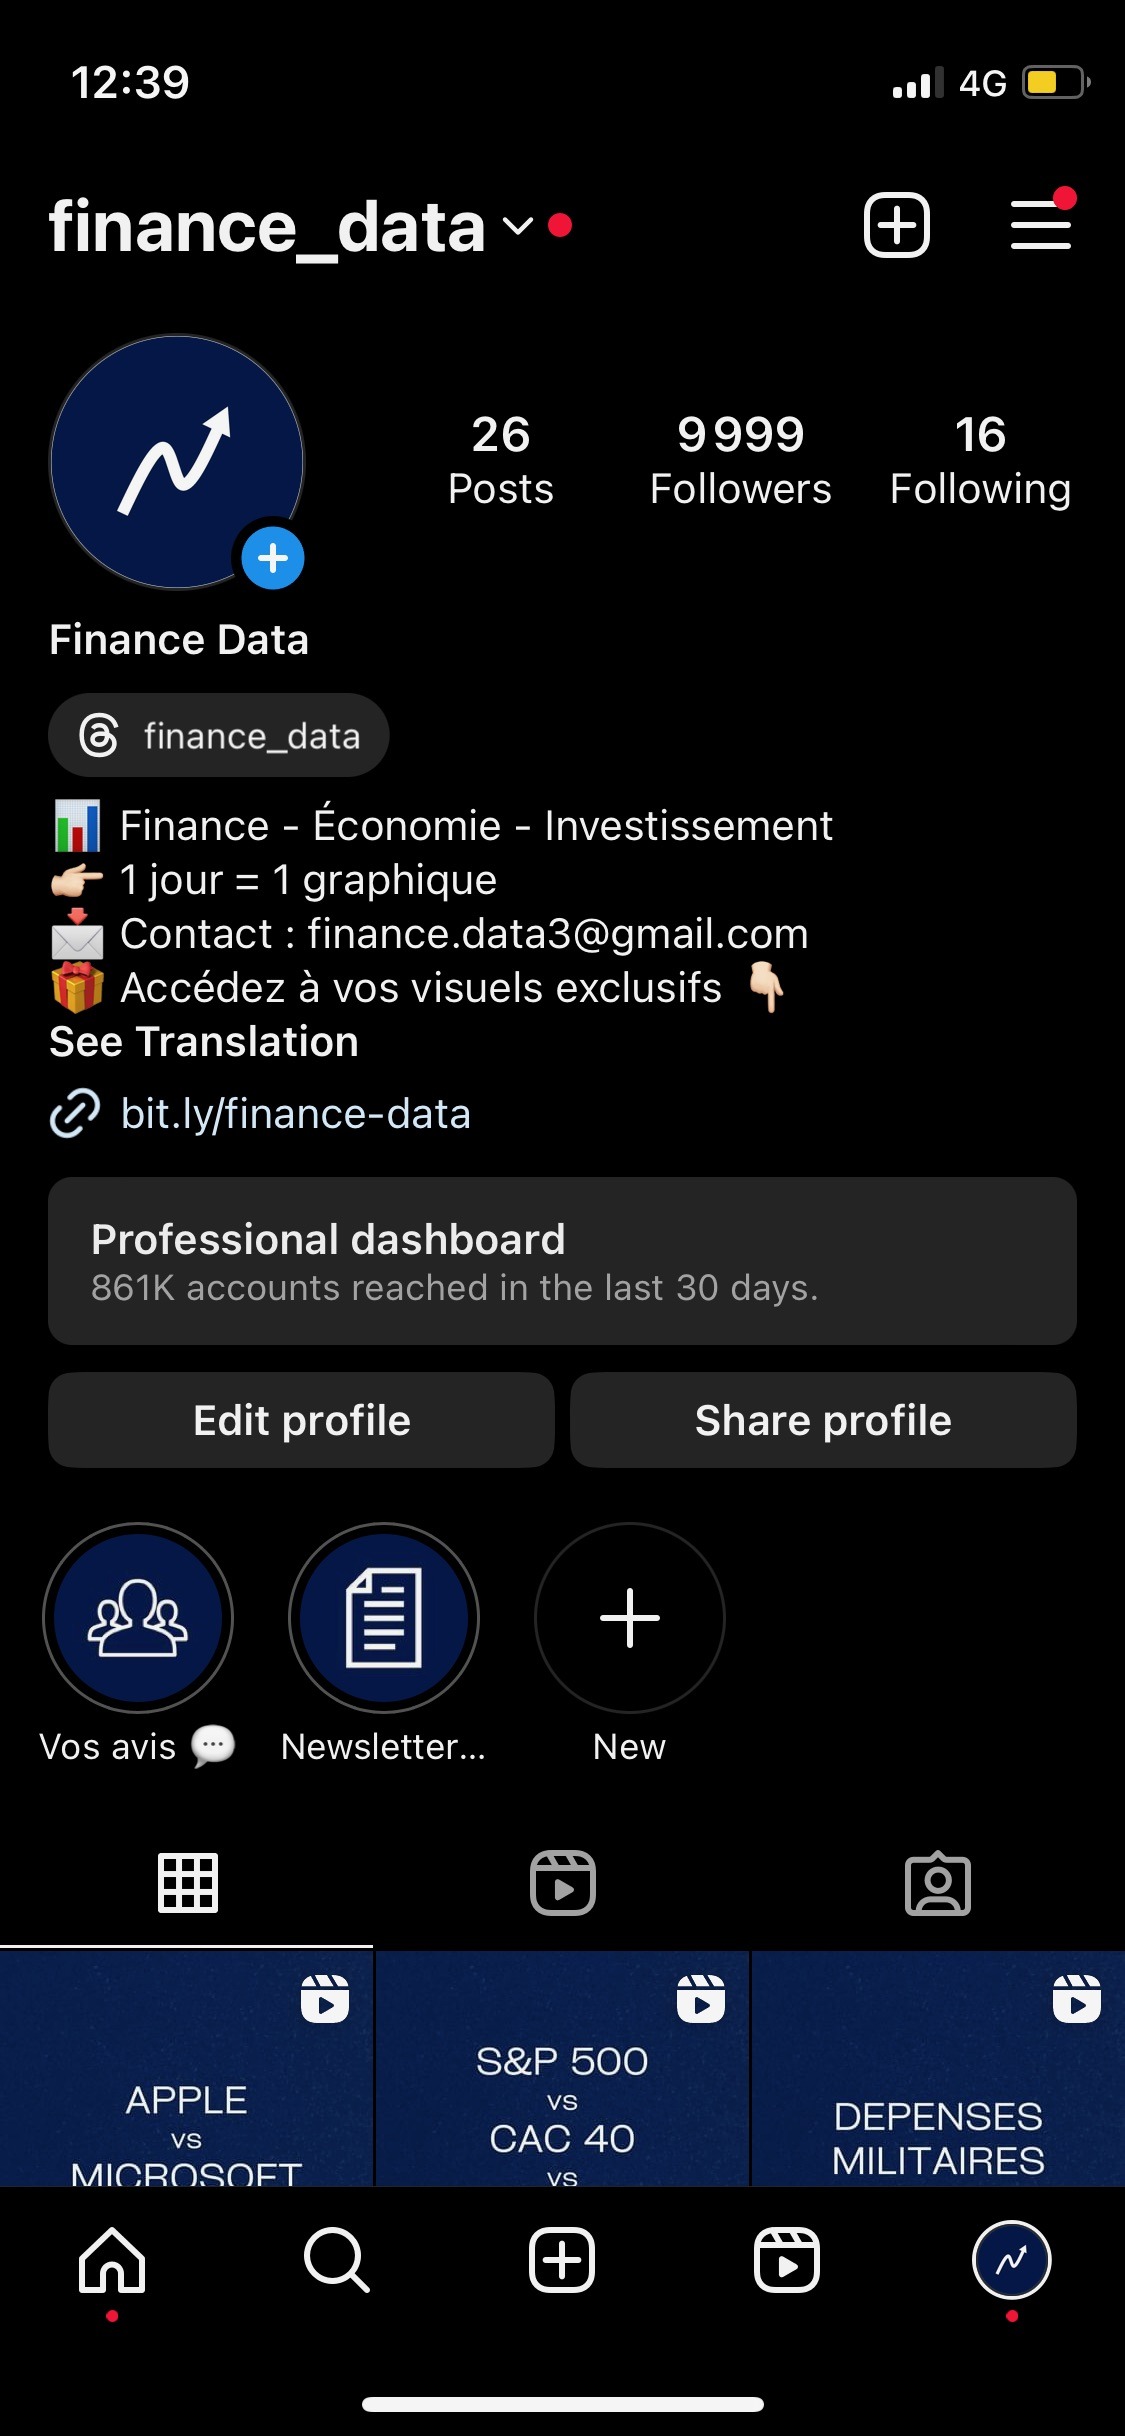 12:39
4G
finance_data
26
Posts
9 999
Followers
16
Following
Finance Data
finance_data
📊 Finance - Économie - Investissement
👉🏻 1 jour = 1 graphique
📩 Contact : finance.data3@gmail.com
🎁 Accédez à vos visuels exclusifs 👇🏻
See Translation
bit.ly/finance-data
Professional dashboard
861K accounts reached in the last 30 days.
Edit profile
Share profile
Vos avis 💬
Newsletter...
New
APPLE
vs
MICROSOFT
S&P 500
vs
CAC 40
vs
DEPENSES
MILITAIRES